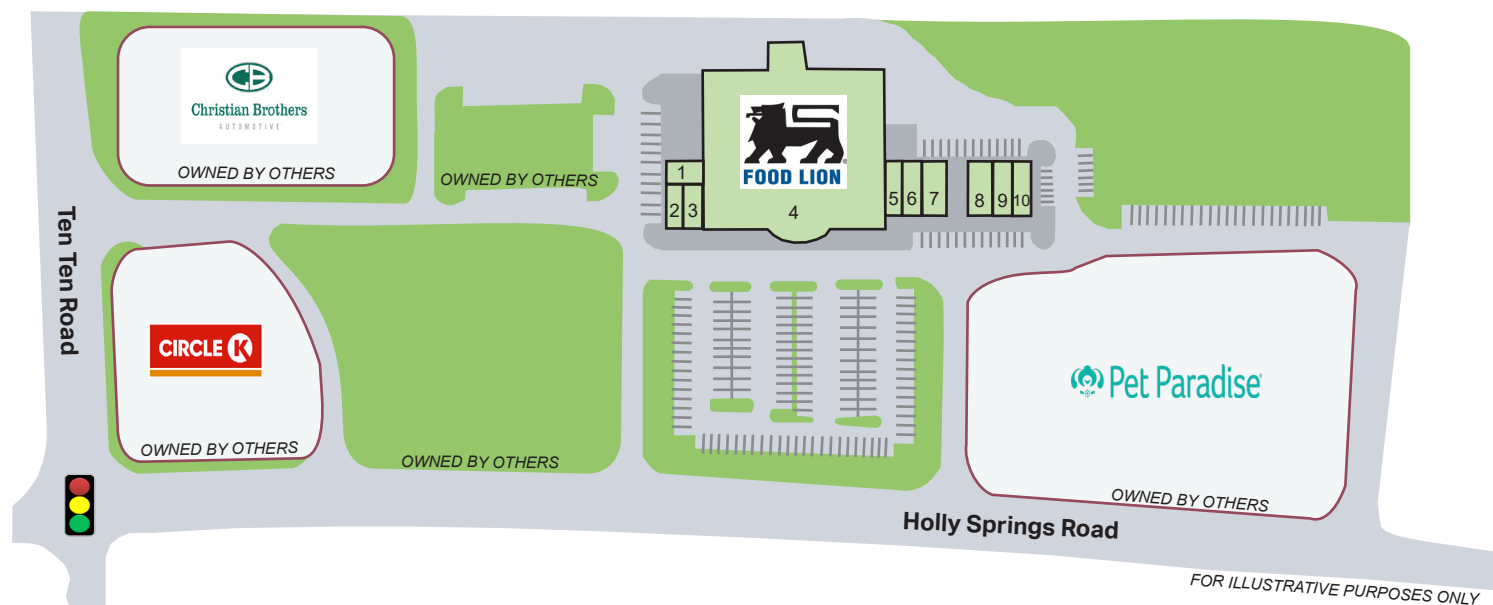 CB
Christian Brothers
AUTOMOTIVE
OWNED BY OTHERS
OWNED BY OTHERS
FOOD LION
®
1
2
3
4
5
6
7
8
9
10
Ten Ten Road
CIRCLE K
OWNED BY OTHERS
OWNED BY OTHERS
Pet Paradise
OWNED BY OTHERS
Holly Springs Road
FOR ILLUSTRATIVE PURPOSES ONLY